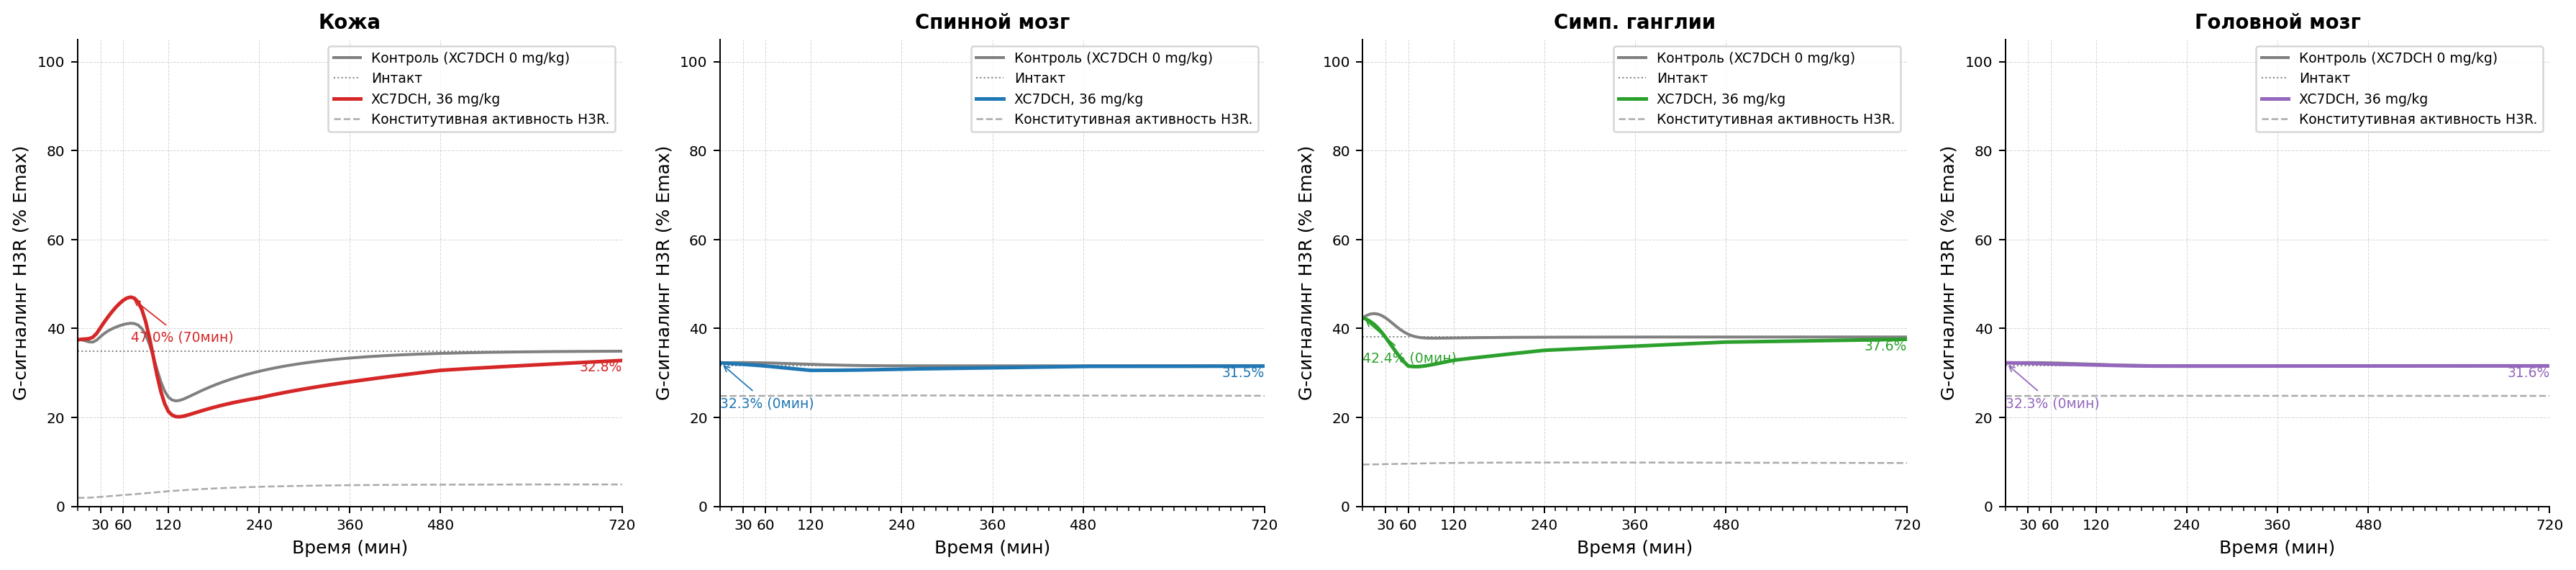 Кожа
G-сигналинг H3R (% Emax)
100
80
60
40
20
0
Контроль (XC7DCH 0 mg/kg)
Интакт
XC7DCH, 36 mg/kg
Конститутивная активность H3R.
47.0% (70мин)
32.8%
30 60 120 240 360 480 720
Время (мин)
Спинной мозг
G-сигналинг H3R (% Emax)
100
80
60
40
20
0
Контроль (XC7DCH 0 mg/kg)
Интакт
XC7DCH, 36 mg/kg
Конститутивная активность H3R.
31.5%
32.3% (0мин)
30 60 120 240 360 480 720
Время (мин)
Симп. ганглии
G-сигналинг H3R (% Emax)
100
80
60
40
20
0
Контроль (XC7DCH 0 mg/kg)
Интакт
XC7DCH, 36 mg/kg
Конститутивная активность H3R.
37.6%
42.4% (0мин)
30 60 120 240 360 480 720
Время (мин)
Головной мозг
G-сигналинг H3R (% Emax)
100
80
60
40
20
0
Контроль (XC7DCH 0 mg/kg)
Интакт
XC7DCH, 36 mg/kg
Конститутивная активность H3R.
31.6%
32.3% (0мин)
30 60 120 240 360 480 720
Время (мин)